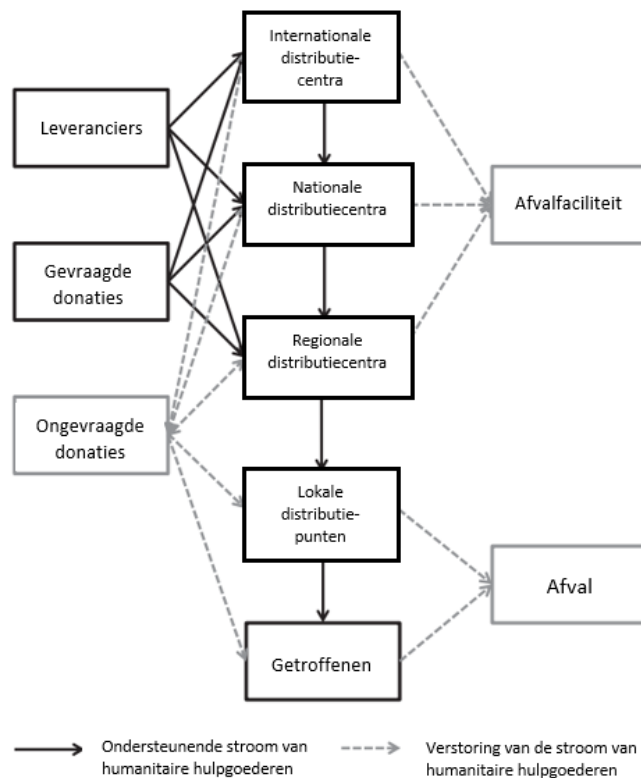 Internationale
distributie-
centra
Leveranciers
Nationale
distributiecentra
Afvalfaciliteit
Gevraagde
donaties
Regionale
distributiecentra
Ongevraagde
donaties
Lokale
distributie-
punten
Afval
Getroffenen
Ondersteunende stroom van
humanitaire hulpgoederen
Verstoring van de stroom van
humanitaire hulpgoederen